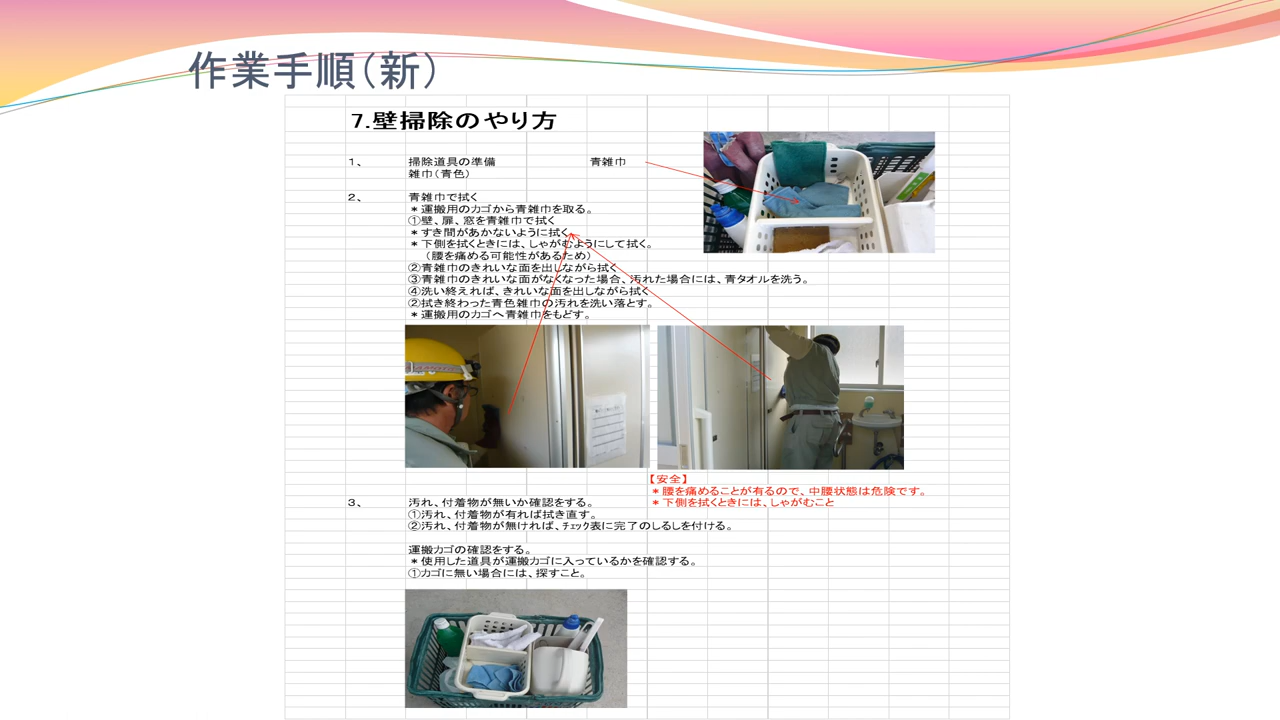 作業手順(新)
7.壁掃除のやり方
1、 掃除道具の準備 青雑巾
雑巾(青色)
2、 青雑巾で拭く
*運搬用のカゴから青雑巾を取る。
①壁、扉、窓を青雑巾で拭く
*すき間があかないように拭く。
*下側を拭くときには、しゃがむようにして拭く。
(腰を痛める可能性があるため)
②青雑巾のきれいな面を出しながら拭く
③青雑巾のきれいな面がなくなった場合、汚れた場合には、青タオルを洗う。
④洗い終えれば、きれいな面を出しながら拭く
②拭き終わった青色雑巾の汚れを洗い落とす。
*運搬用のカゴへ青雑巾をもどす。
【安全】
*腰を痛めることが有るので、中腰状態は危険です。
*下側を拭くときには、しゃがむこと
3、 汚れ、付着物が無いか確認をする。
①汚れ、付着物が有れば拭き直す。
②汚れ、付着物が無ければ、ﾁｪｯｸ表に完了のしるしを付ける。
運搬カゴの確認をする。
*使用した道具が運搬カゴに入っているかを確認する。
①カゴに無い場合には、探すこと。